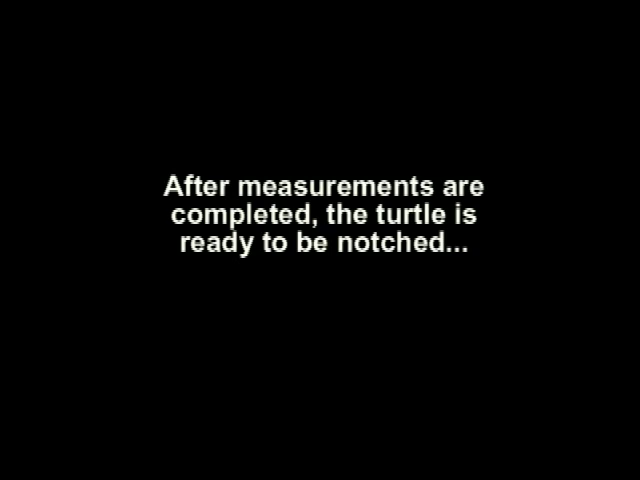 After measurements are
completed, the turtle is
ready to be notched...